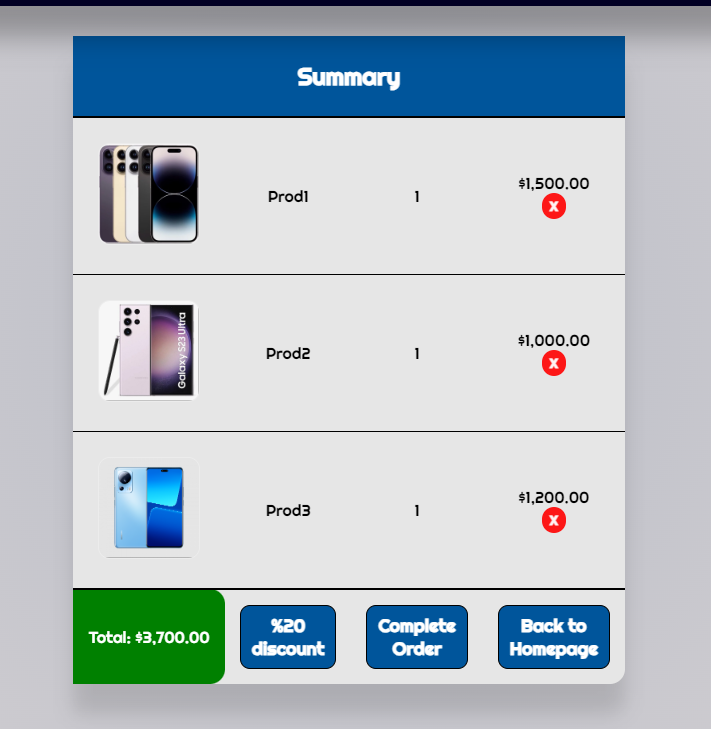 Summary
Prod1
1
$1,500.00
X
Galaxy S23 Ultra
Prod2
1
$1,000.00
X
Prod3
1
$1,200.00
X
Total: $3,700.00
%20
discount
Complete
Order
Back to
Homepage